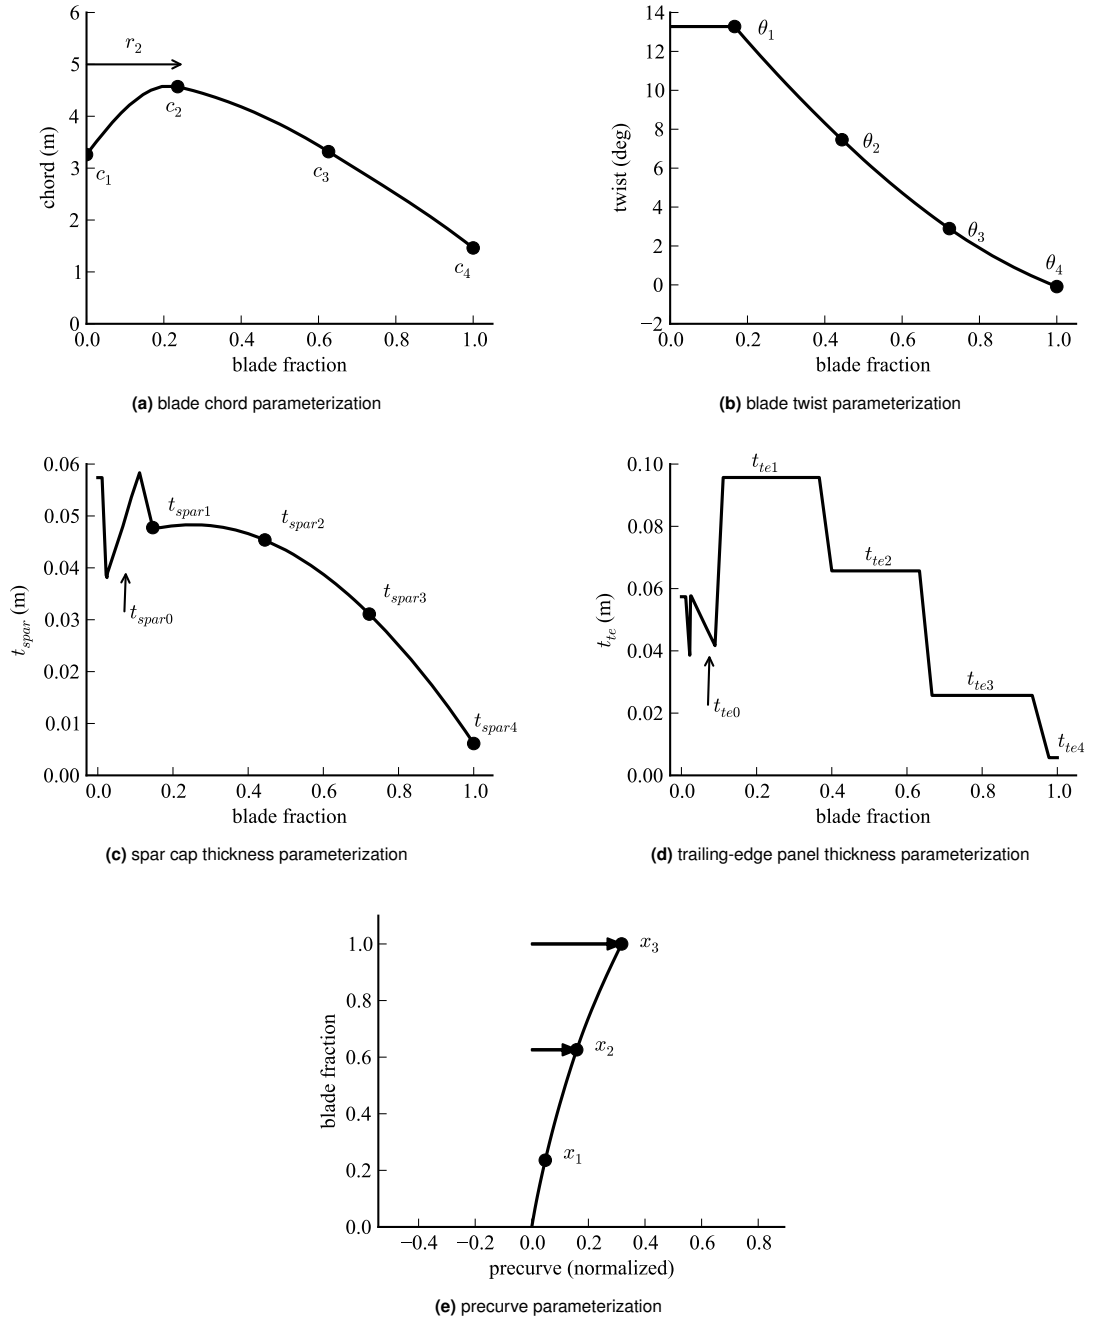 6
5
4
3
2
1
0
chord (m)
r2
c1
c2
c3
c4
0.0 0.2 0.4 0.6 0.8 1.0
blade fraction
(a) blade chord parameterization
14
12
10
8
6
4
2
0
−2
twist (deg)
θ1
θ2
θ3
θ4
0.0 0.2 0.4 0.6 0.8 1.0
blade fraction
(b) blade twist parameterization
0.06
0.05
0.04
0.03
0.02
0.01
0.00
tspar (m)
tspar1
tspar2
tspar3
tspar0
tspar4
0.0 0.2 0.4 0.6 0.8 1.0
blade fraction
(c) spar cap thickness parameterization
0.10
0.08
0.06
0.04
0.02
0.00
tte (m)
tte1
tte2
tte3
tte0
tte4
0.0 0.2 0.4 0.6 0.8 1.0
blade fraction
(d) trailing-edge panel thickness parameterization
1.0
0.8
0.6
0.4
0.2
0.0
blade fraction
x3
x2
x1
−0.4 −0.2 0.0 0.2 0.4 0.6 0.8
precurve (normalized)
(e) precurve parameterization